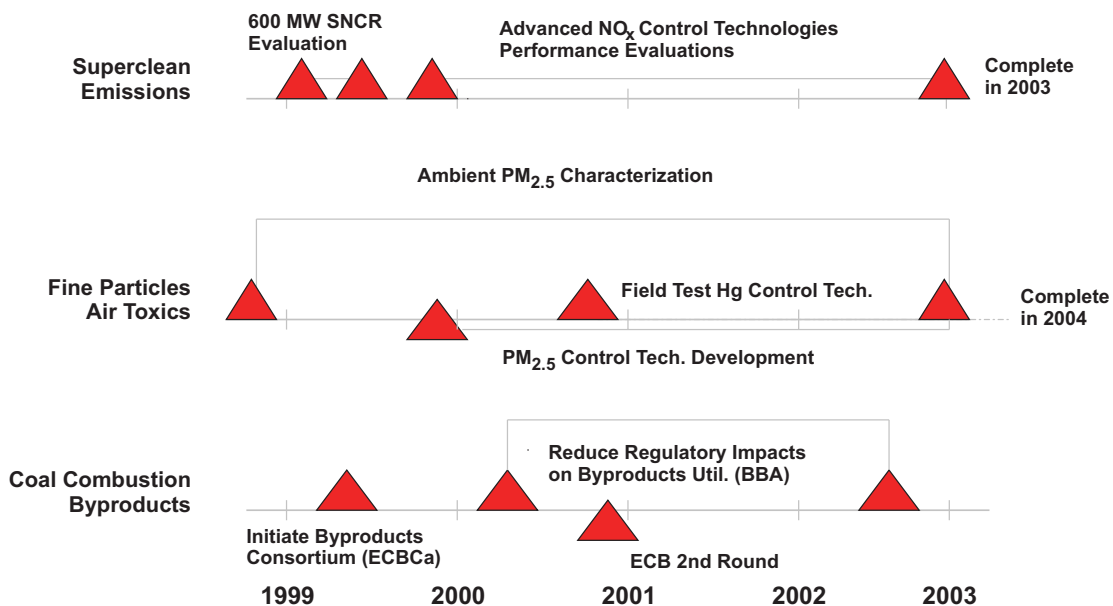 600 MW SNCR
Evaluation
Advanced NOx Control Technologies
Performance Evaluations
Superclean
Emissions
Complete
in 2003
Ambient PM2.5 Characterization
Fine Particles
Air Toxics
Field Test Hg Control Tech.
Complete
in 2004
PM2.5 Control Tech. Development
Coal Combustion
Byproducts
Reduce Regulatory Impacts
on Byproducts Util. (BBA)
Initiate Byproducts
Consortium (ECBCa)
ECB 2nd Round
1999 2000 2001 2002 2003